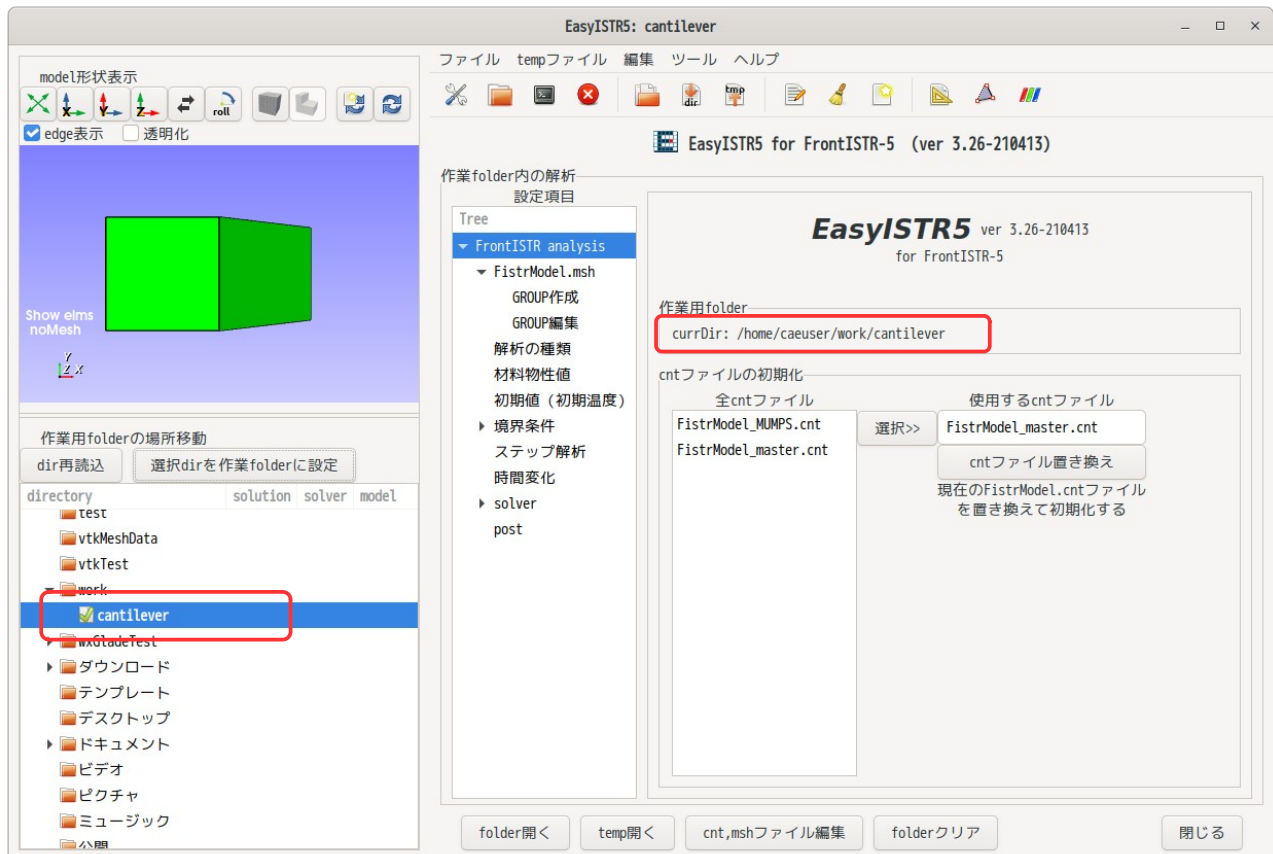 EasyISTR5: cantilever
model形状表示
X
Y
Z
roll
edge表示
透明化
Show elms
noMesh
Y
Z X
作業用folderの場所移動
dir再読込
選択dirを作業folderに設定
directory solution solver model
test
vtkMeshData
vtkTest
work
cantilever
wxGladeTest
ダウンロード
テンプレート
デスクトップ
ドキュメント
ビデオ
ピクチャ
ミュージック
公開
ファイル tempファイル 編集 ツール ヘルプ
dir
tmp
EasyISTR5 for FrontISTR-5 (ver 3.26-210413)
作業folder内の解析
設定項目
Tree
FrontISTR analysis
FistrModel.msh
GROUP作成
GROUP編集
解析の種類
材料物性値
初期値（初期温度）
境界条件
ステップ解析
時間変化
solver
post
EasyISTR5 ver 3.26-210413
for FrontISTR-5
作業用folder
currDir: /home/caeuser/work/cantilever
cntファイルの初期化
全cntファイル
使用するcntファイル
FistrModel_MUMPS.cnt
FistrModel_master.cnt
選択>>
FistrModel_master.cnt
cntファイル置き換え
現在のFistrModel.cntファイル
を置き換えて初期化する
folder開く
temp開く
cnt,mshファイル編集
folderクリア
閉じる